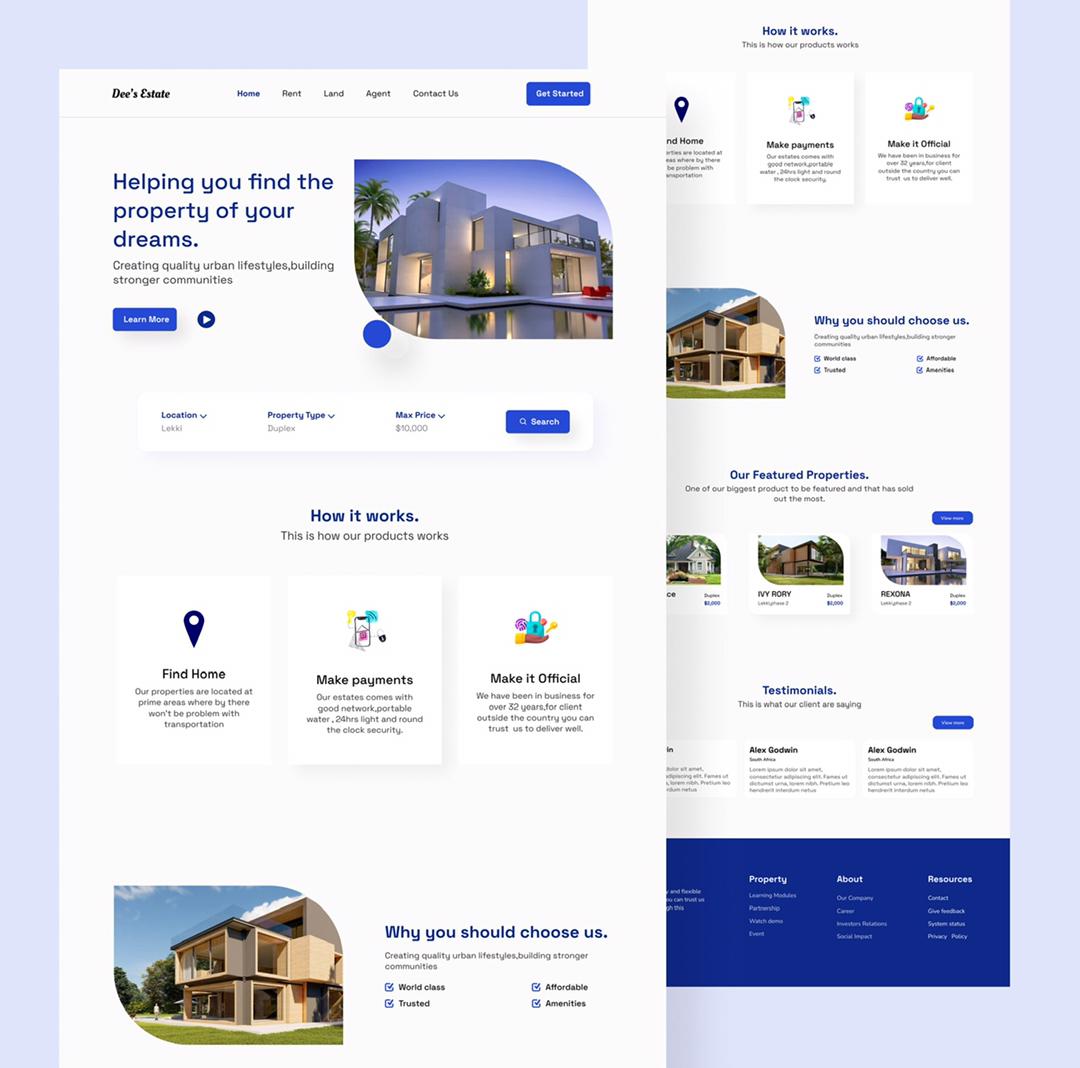 Dee's Estate
Home Rent Land Agent Contact Us
Get Started
Helping you find the
property of your
dreams.
Creating quality urban lifestyles,building
stronger communities
Learn More
Location Property Type Max Price
Lekki Duplex $10,000
Search
How it works.
This is how our products works
Find Home
Our properties are located at
prime areas where by there
won't be problem with
transportation
Make payments
Our estates comes with
good network,portable
water , 24hrs light and round
the clock security.
Make it Official
We have been in business for
over 32 years,for client
outside the country you can
trust us to deliver well.
Why you should choose us.
Creating quality urban lifestyles,building stronger
communities
World class Affordable
Trusted Amenities
How it works.
This is how our products works
nd Home
erties are located at
eas where by there
be problem with
ansportation
Make payments
Our estates comes with
good network,portable
water , 24hrs light and round
the clock security.
Make it Official
We have been in business for
over 32 years,for client
outside the country you can
trust us to deliver well.
Why you should choose us.
Creating quality urban lifestyles,building stronger
communities
World class Affordable
Trusted Amenities
Our Featured Properties.
One of our biggest product to be featured and that has sold
out the most.
View more
ce Duplex
$2,000
IVY RORY Duplex
Lekki,phase 2 $2,000
REXONA Duplex
Lekki,phase 2 $2,000
Testimonials.
This is what our client are saying
View more
in
dolor sit amet,
adipiscing elit. Fames ut
, lorem nibh. Pretium leo
rdum netus
Alex Godwin
South Africa
Lorem ipsum dolor sit amet,
consectetur adipiscing elit. Fames ut
dictumst urna, lorem nibh. Pretium leo
hendrerit interdum netus
Alex Godwin
South Africa
Lorem ipsum dolor sit amet,
consectetur adipiscing elit. Fames ut
dictumst urna, lorem nibh. Pretium leo
hendrerit interdum netus
y and flexible
ou can trust us
gh this
Property
Learning Modules
Partnership
Watch demo
Event
About
Our Company
Career
Investors Relations
Social Impact
Resources
Contact
Give feedback
System status
Privacy Policy